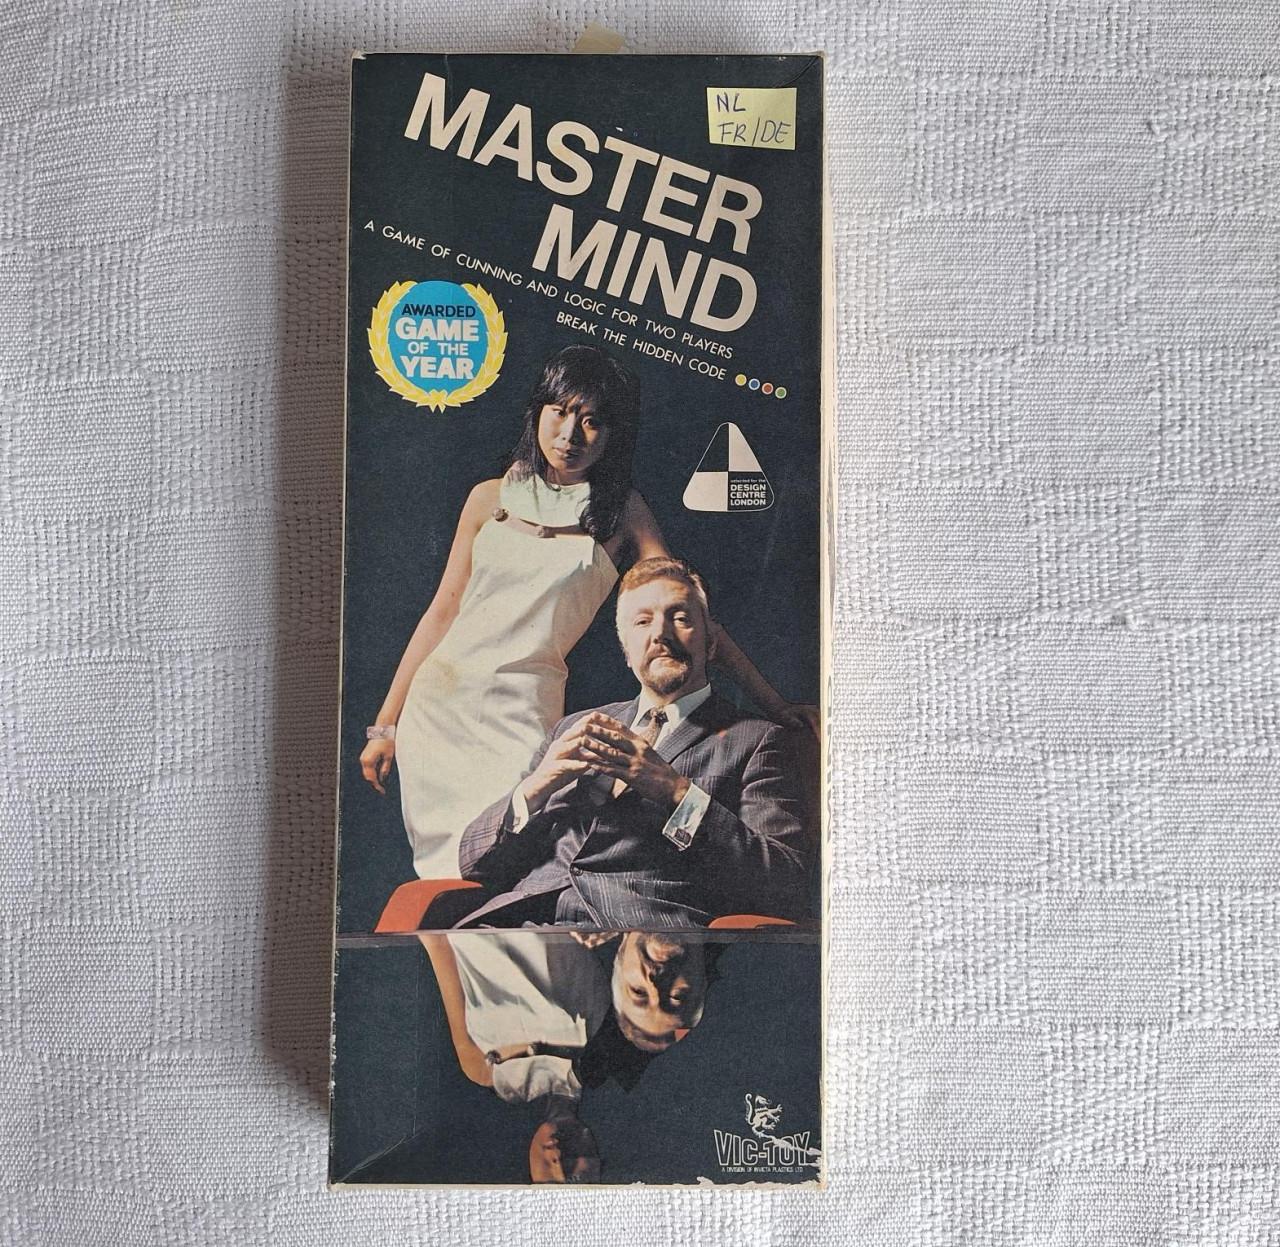 MASTER
MIND
NL
FR/DE
A GAME OF CUNNING AND LOGIC FOR TWO PLAYERS
BREAK THE HIDDEN CODE
AWARDED
GAME
OF THE
YEAR
selected for the
DESIGN
CENTRE
LONDON
VIC-TOY
A DIVISION OF INVICTA PLASTICS LTD